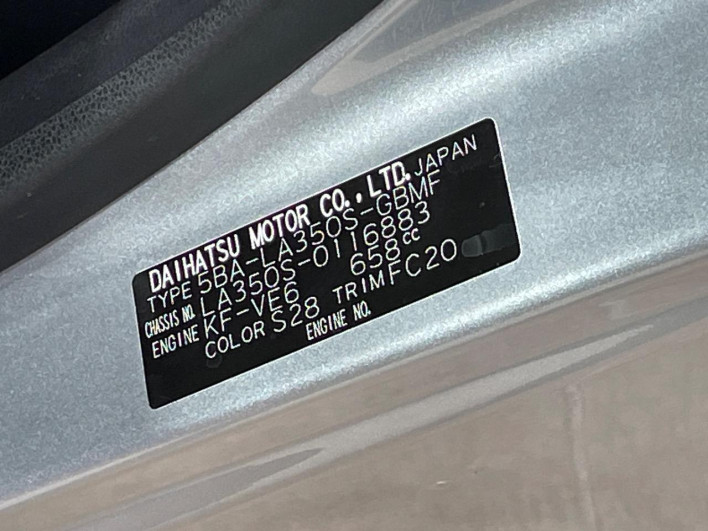 DAIHATSU MOTOR CO., LTD. JAPAN
TYPE 5BA-LA350S-GBMF
CHASSIS NO. LA350S-0116883
ENGINE KF-VE6 658cc
COLOR S28 TRIM FC20
ENGINE NO.